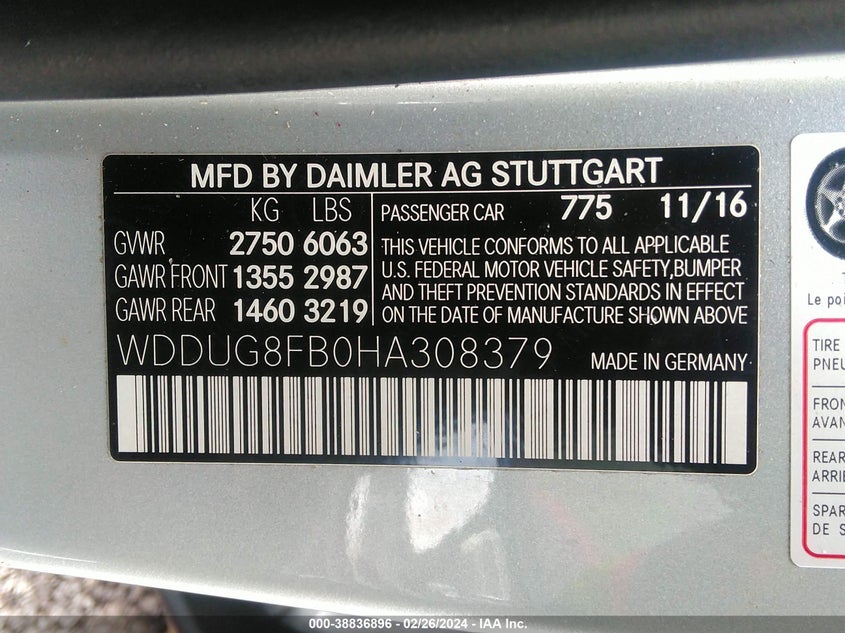 MFD BY DAIMLER AG STUTTGART
KG LBS
GVWR 2750 6063
GAWR FRONT 1355 2987
GAWR REAR 1460 3219
PASSENGER CAR 775 11/16
THIS VEHICLE CONFORMS TO ALL APPLICABLE
U.S. FEDERAL MOTOR VEHICLE SAFETY,BUMPER
AND THEFT PREVENTION STANDARDS IN EFFECT
ON THE DATE OF MANUFACTURE SHOWN ABOVE
WDDUG8FB0HA308379 MADE IN GERMANY
Le poi
TIRE
PNEU
FRON
AVAN
REAR
ARRIE
SPAR
DE S
000-38836896 - 02/26/2024 - IAA Inc.